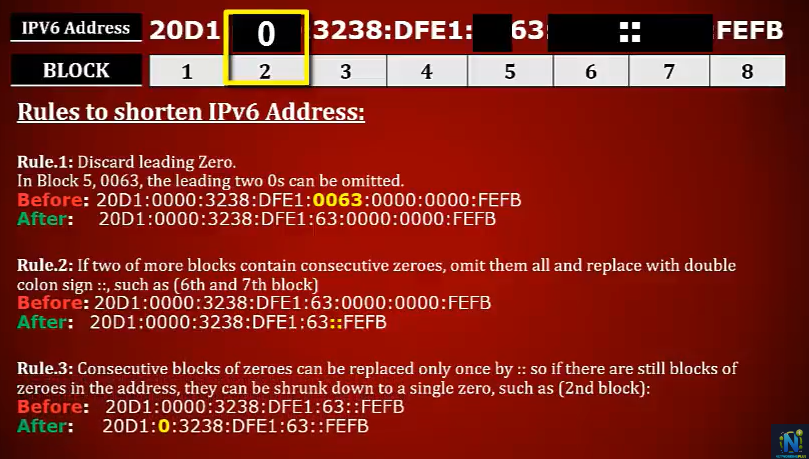 IPV6 Address 20D1 0 3238:DFE1: 63: :: FEFB
BLOCK 1 2 3 4 5 6 7 8
Rules to shorten IPv6 Address:
Rule.1: Discard leading Zero.
In Block 5, 0063, the leading two 0s can be omitted.
Before: 20D1:0000:3238:DFE1:0063:0000:0000:FEFB
After: 20D1:0000:3238:DFE1:63:0000:0000:FEFB
Rule.2: If two of more blocks contain consecutive zeroes, omit them all and replace with double
colon sign ::, such as (6th and 7th block)
Before: 20D1:0000:3238:DFE1:63:0000:0000:FEFB
After: 20D1:0000:3238:DFE1:63::FEFB
Rule.3: Consecutive blocks of zeroes can be replaced only once by :: so if there are still blocks of
zeroes in the address, they can be shrunk down to a single zero, such as (2nd block):
Before: 20D1:0000:3238:DFE1:63::FEFB
After: 20D1:0:3238:DFE1:63::FEFB